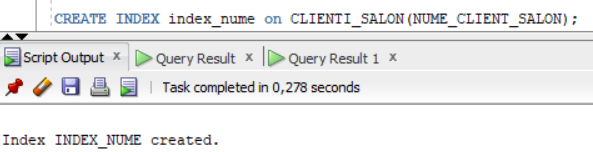 CREATE INDEX index_nume on CLIENTI_SALON(NUME_CLIENT_SALON);
Script Output x Query Result x Query Result 1 x
Task completed in 0,278 seconds
Index INDEX_NUME created.